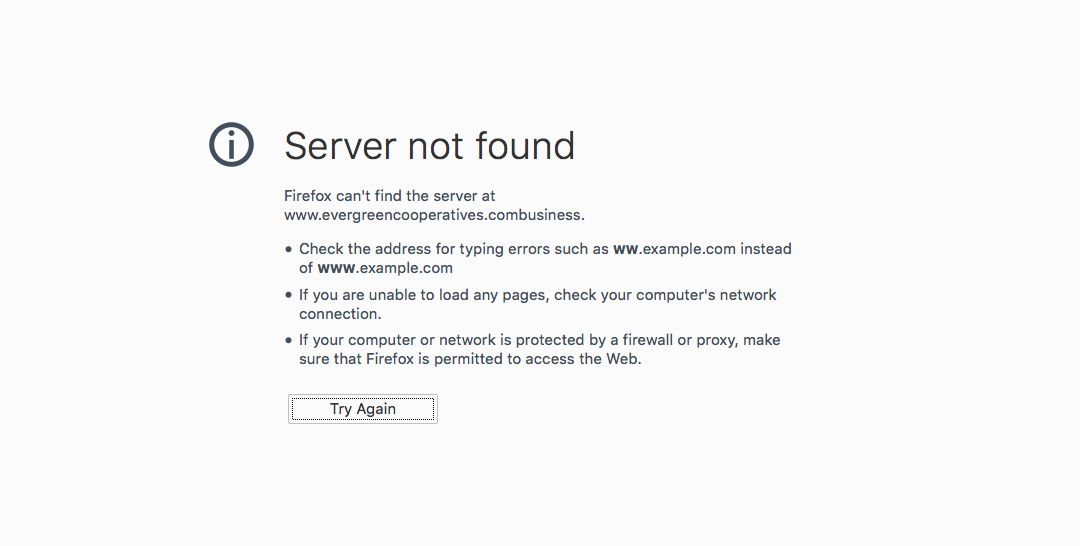 Server not found
Firefox can't find the server at
www.evergreencooperatives.combusiness.
• Check the address for typing errors such as ww.example.com instead
of www.example.com
• If you are unable to load any pages, check your computer's network
connection.
• If your computer or network is protected by a firewall or proxy, make
sure that Firefox is permitted to access the Web.
Try Again